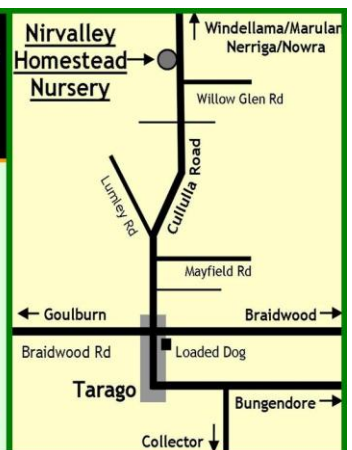 Windellama/Marulan
Nerriga/Nowra
Nirvalley
Homestead
Nursery
Willow Glen Rd
Cullulla Road
Lumley Rd
Mayfield Rd
Goulburn
Braidwood
Braidwood Rd
Loaded Dog
Tarago
Bungendore
Collector